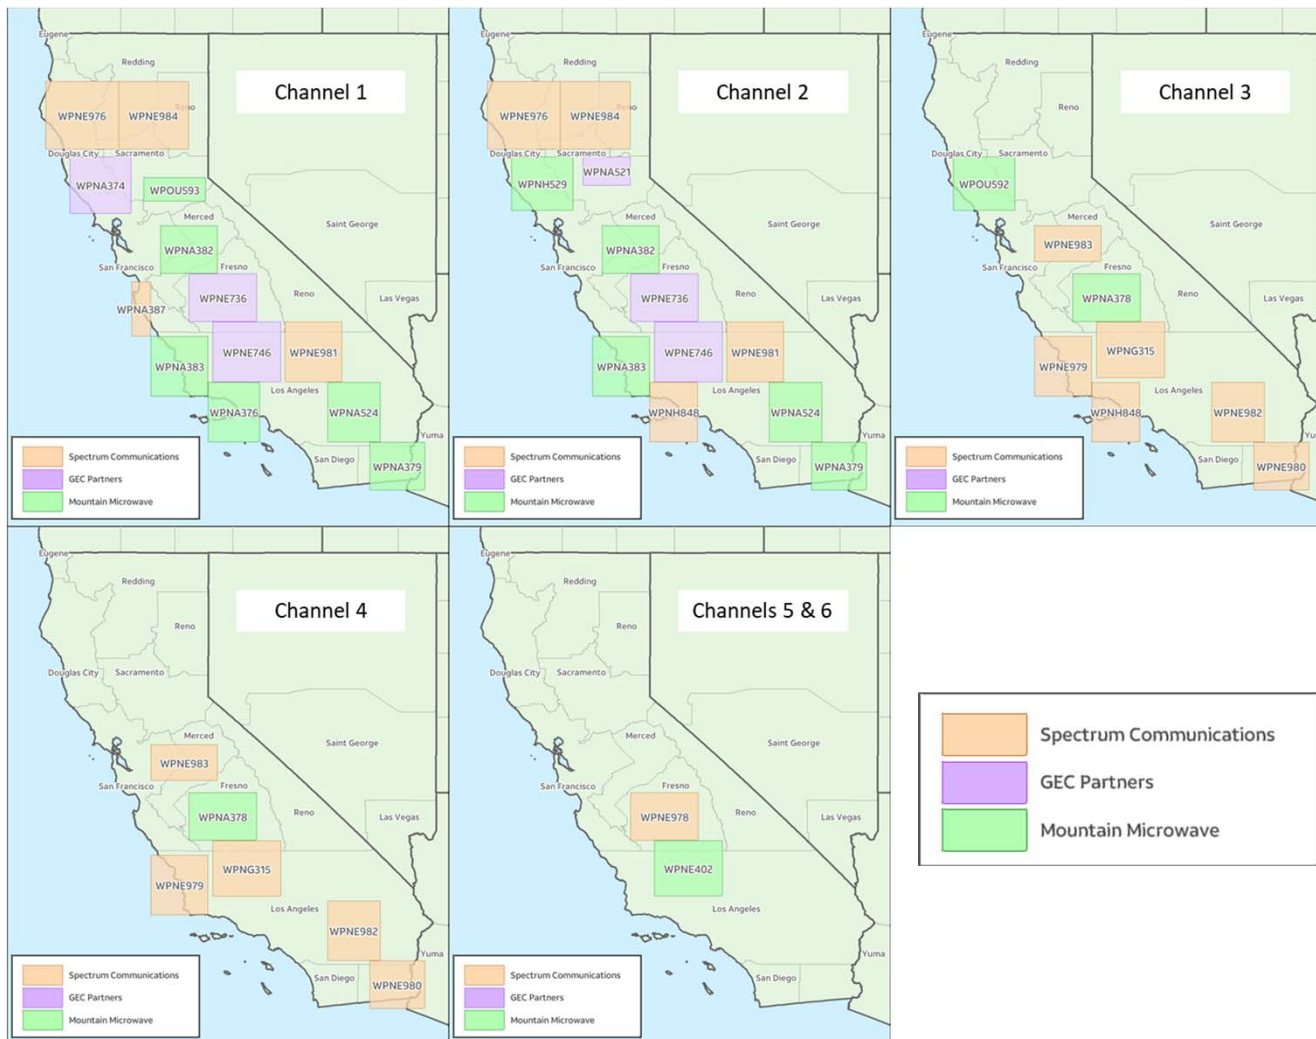 Eugene
Redding
Channel 1
WPNE976
WPNE984
Reno
Douglas City
Sacramento
WPNA374
WPOU593
Merced
WPNA382
Saint George
San Francisco
Fresno
WPNA387
WPNE736
Reno
Las Vegas
WPNA383
WPNE746
WPNE981
Los Angeles
WPNA376
WPNA524
Yuma
San Diego
WPNA379
Spectrum Communications
GEC Partners
Mountain Microwave
Eugene
Redding
Channel 2
WPNE976
WPNE984
Reno
Douglas City
Sacramento
WPNH529
WPNA521
Merced
WPNA382
Saint George
San Francisco
Fresno
WPNE736
Reno
Las Vegas
WPNA383
WPNE746
WPNE981
Los Angeles
WPNH848
WPNA524
Yuma
San Diego
WPNA379
Spectrum Communications
GEC Partners
Mountain Microwave
Eugene
Redding
Channel 3
Reno
Douglas City
Sacramento
WPOU592
Merced
WPNE983
Saint George
San Francisco
Fresno
WPNA378
Reno
Las Vegas
WPNE979
WPNG315
Los Angeles
WPNH848
WPNE982
Yu
San Diego
WPNE980
Spectrum Communications
GEC Partners
Mountain Microwave
Eugene
Redding
Channel 4
Reno
Douglas City
Sacramento
Merced
WPNE983
Saint George
San Francisco
Fresno
WPNA378
Reno
Las Vegas
WPNE979
WPNG315
Los Angeles
WPNE982
Yuma
San Diego
WPNE980
Spectrum Communications
GEC Partners
Mountain Microwave
Eugene
Redding
Channels 5 & 6
Reno
Douglas City
Sacramento
Merced
Saint George
San Francisco
Fresno
WPNE978
Reno
Las Vegas
WPNE402
Los Angeles
Yuma
San Diego
Spectrum Communications
GEC Partners
Mountain Microwave
Spectrum Communications
GEC Partners
Mountain Microwave